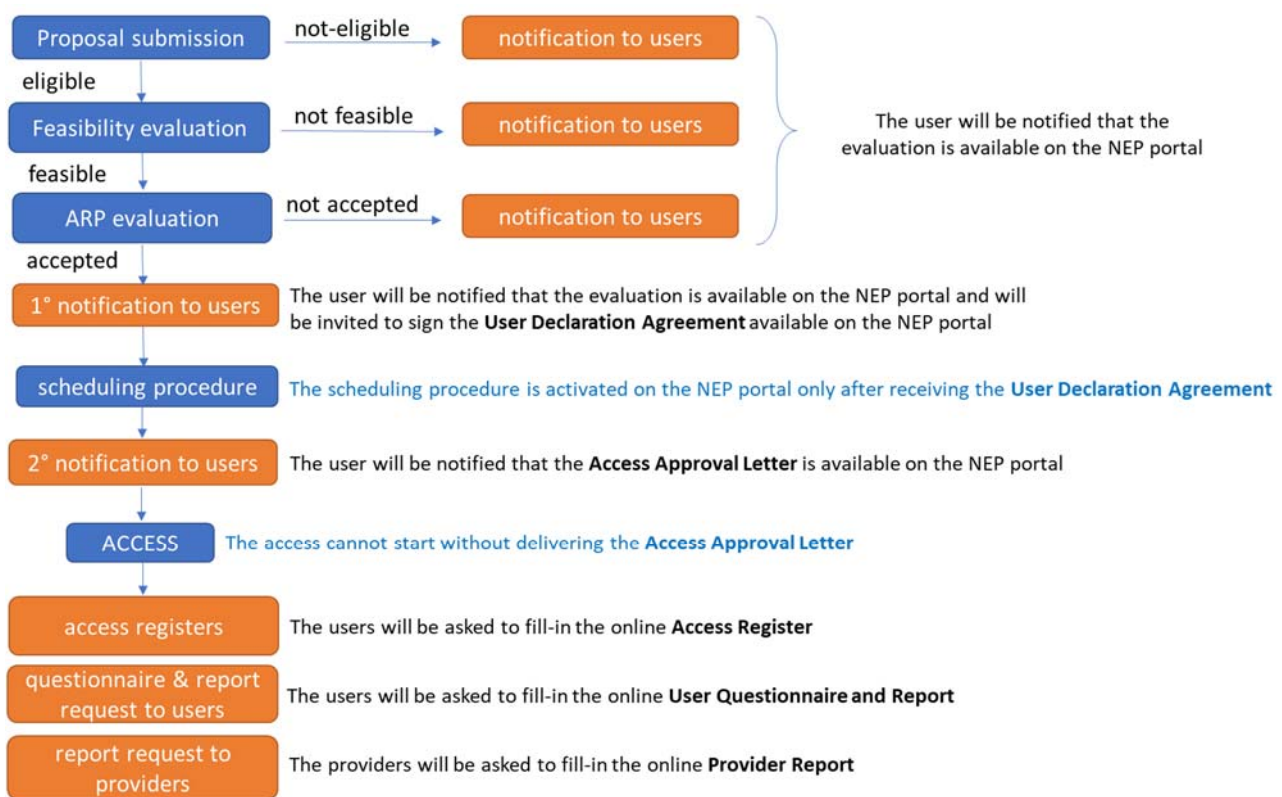 Proposal submission
not-eligible
notification to users
eligible
Feasibility evaluation
not feasible
notification to users
The user will be notified that the
evaluation is available on the NEP portal
feasible
ARP evaluation
not accepted
notification to users
accepted
1° notification to users
The user will be notified that the evaluation is available on the NEP portal and will
be invited to sign the User Declaration Agreement available on the NEP portal
scheduling procedure
The scheduling procedure is activated on the NEP portal only after receiving the User Declaration Agreement
2° notification to users
The user will be notified that the Access Approval Letter is available on the NEP portal
ACCESS
The access cannot start without delivering the Access Approval Letter
access registers
The users will be asked to fill-in the online Access Register
questionnaire & report
request to users
The users will be asked to fill-in the online User Questionnaire and Report
report request to
providers
The providers will be asked to fill-in the online Provider Report